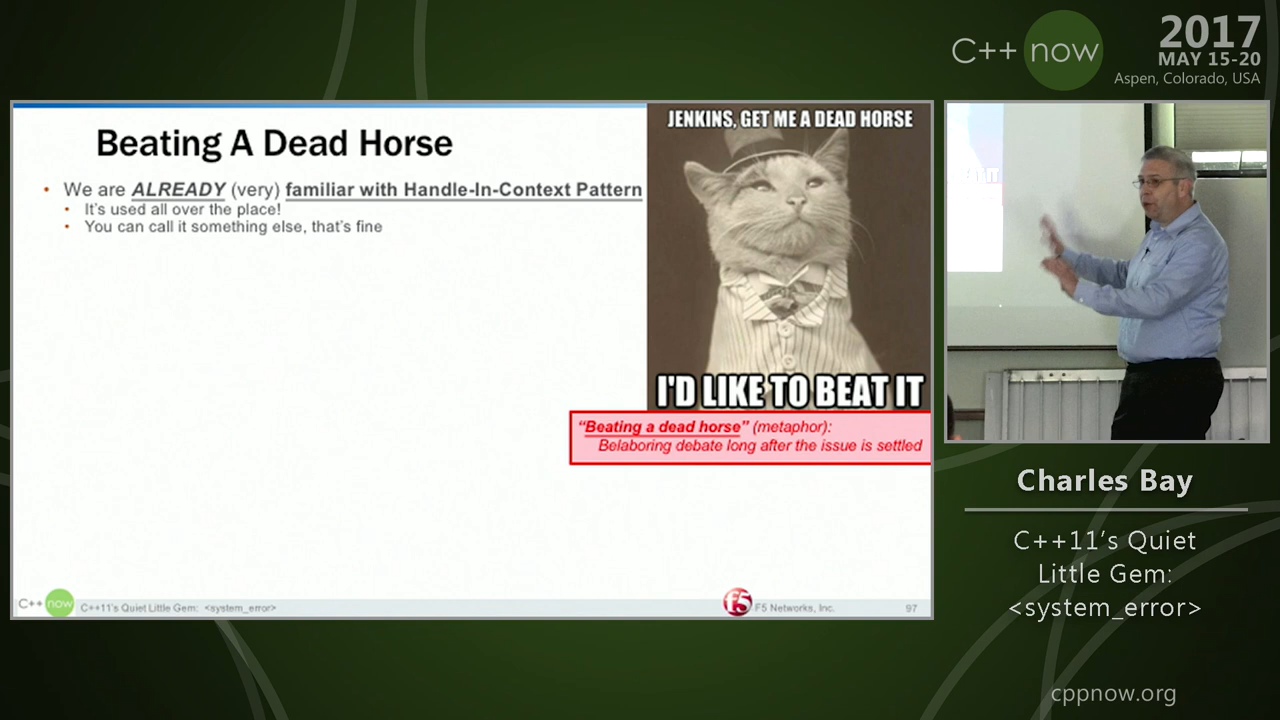 C++ now
2017
MAY 15-20
Aspen, Colorado, USA
Beating A Dead Horse
• We are ALREADY (very) familiar with Handle-In-Context Pattern
• It's used all over the place!
• You can call it something else, that's fine
JENKINS, GET ME A DEAD HORSE
I'D LIKE TO BEAT IT
“Beating a dead horse” (metaphor):
Belaboring debate long after the issue is settled
C++ now
C++11's Quiet Little Gem: <system_error>
f5
F5 Networks, Inc.
97
Charles Bay
C++11's Quiet
Little Gem:
<system_error>
cppnow.org